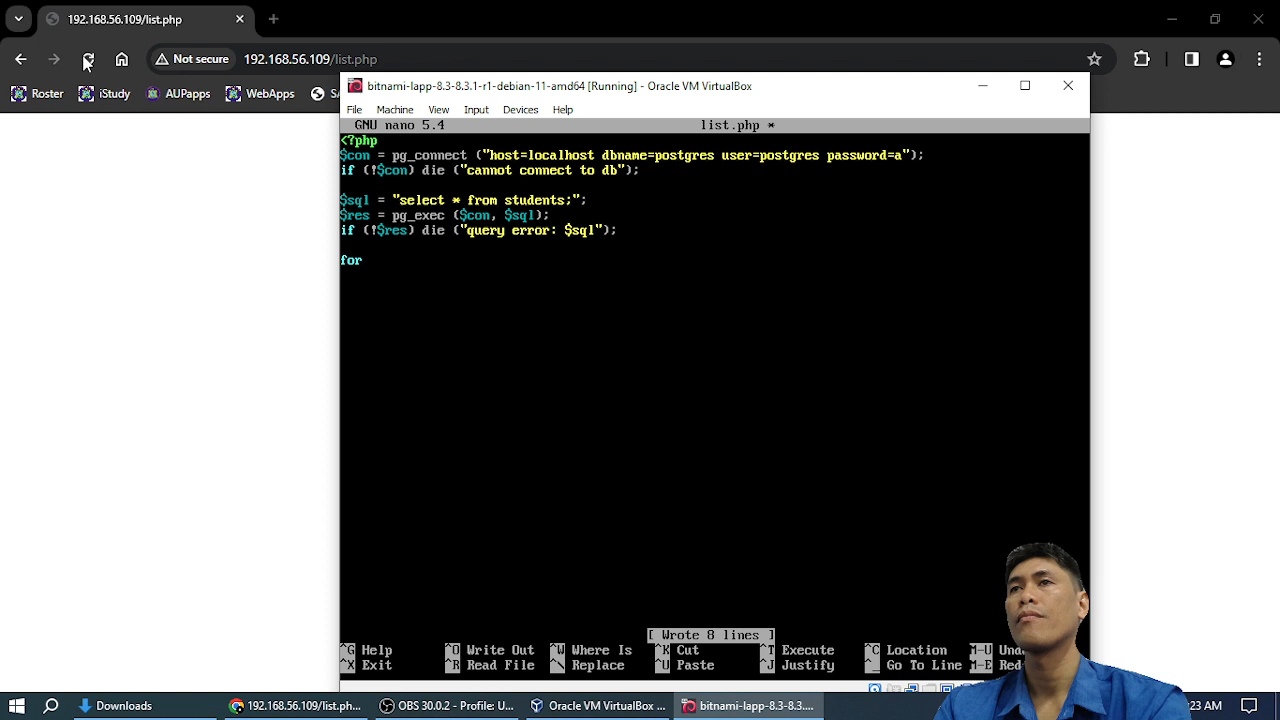 192.168.56.109/list.php
Not secure 192.168.56.109/list.php
Roster iStudy AUPapps WebApps SA
bitnami-lapp-8.3-8.3.1-r1-debian-11-amd64 [Running] - Oracle VM VirtualBox
File Machine View Input Devices Help
GNU nano 5.4 list.php *
<?php
$con = pg_connect ("host=localhost dbname=postgres user=postgres password=a");
if (!$con) die ("cannot connect to db");
$sql = "select * from students;";
$res = pg_exec ($con, $sql);
if (!$res) die ("query error: $sql");
for
[ Wrote 8 lines ]
^G Help ^O Write Out ^W Where Is ^K Cut ^T Execute ^C Location M-U Und
^X Exit ^R Read File ^\ Replace ^U Paste ^J Justify ^_ Go To Line M-E Red
Downloads 192.168.56.109/list.ph... OBS 30.0.2 - Profile: U... Oracle VM VirtualBox ... bitnami-lapp-8.3-8.3.... 23 AM